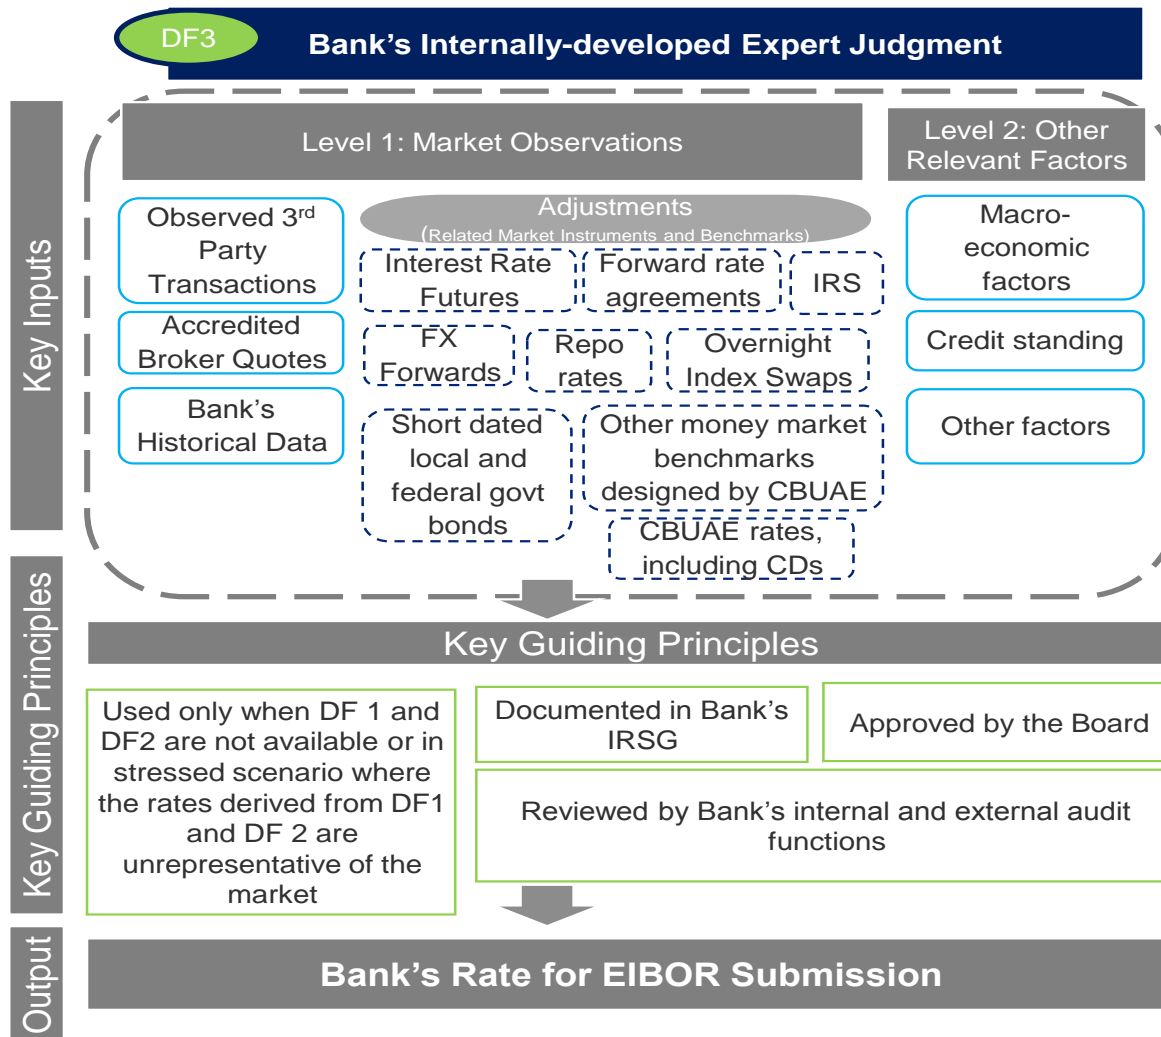 DF3
Bank's Internally-developed Expert Judgment
Key Inputs
Level 1: Market Observations
Level 2: Other
Relevant Factors
Observed 3rd
Party
Transactions
Accredited
Broker Quotes
Bank's
Historical Data
Adjustments
(Related Market Instruments and Benchmarks)
Interest Rate
Futures
Forward rate
agreements
IRS
FX
Forwards
Repo
rates
Overnight
Index Swaps
Short dated
local and
federal govt
bonds
Other money market
benchmarks
designed by CBUAE
CBUAE rates,
including CDs
Macro-
economic
factors
Credit standing
Other factors
Key Guiding Principles
Key Guiding Principles
Used only when DF 1 and
DF2 are not available or in
stressed scenario where
the rates derived from DF1
and DF 2 are
unrepresentative of the
market
Documented in Bank's
IRSG
Approved by the Board
Reviewed by Bank's internal and external audit
functions
Output
Bank's Rate for EIBOR Submission